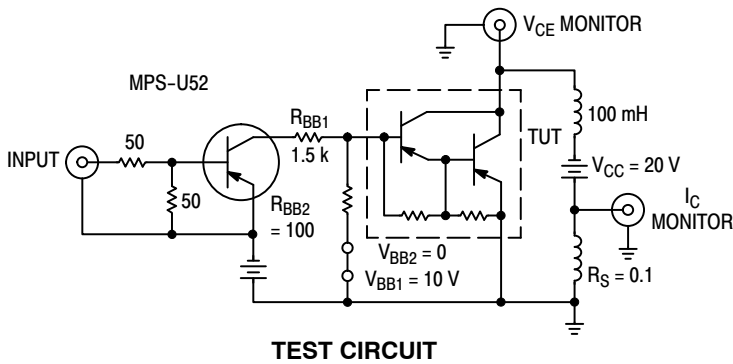 V_CE MONITOR
MPS-U52
R_BB1
1.5 k
50
INPUT
50
R_BB2
= 100
TUT
100 mH
V_CC = 20 V
I_C
MONITOR
V_BB2 = 0
V_BB1 = 10 V
R_S = 0.1
TEST CIRCUIT